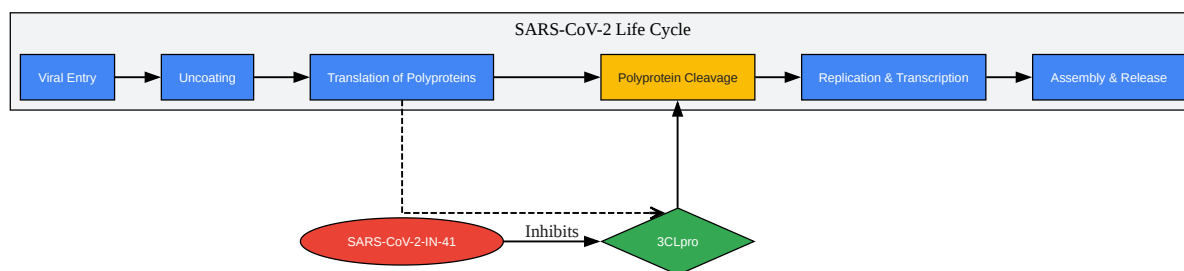 SARS-CoV-2 Life Cycle
Viral Entry
Uncoating
Translation of Polyproteins
Polyprotein Cleavage
Replication & Transcription
Assembly & Release
SARS-CoV-2-IN-41
Inhibits
3CLpro